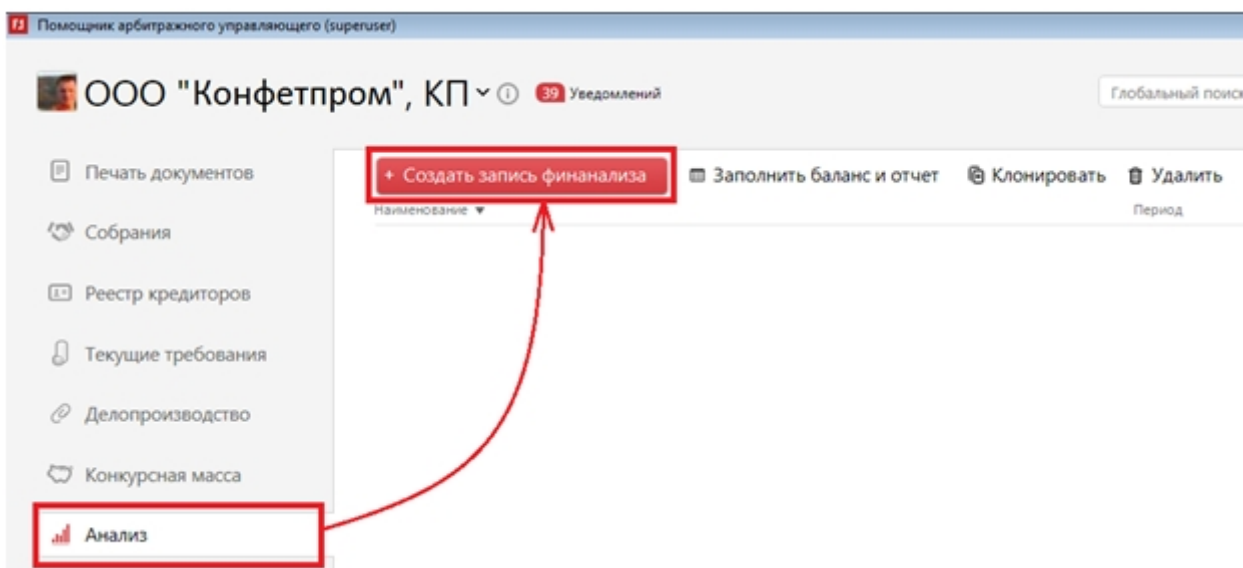 Помощник арбитражного управляющего (superuser)
ООО "Конфетпром", КП 39 Уведомлений
Глобальный поиск
Печать документов
+ Создать запись финанализа Заполнить баланс и отчет Клонировать Удалить
Наименование Период
Собрания
Реестр кредиторов
Текущие требования
Делопроизводство
Конкурсная масса
Анализ